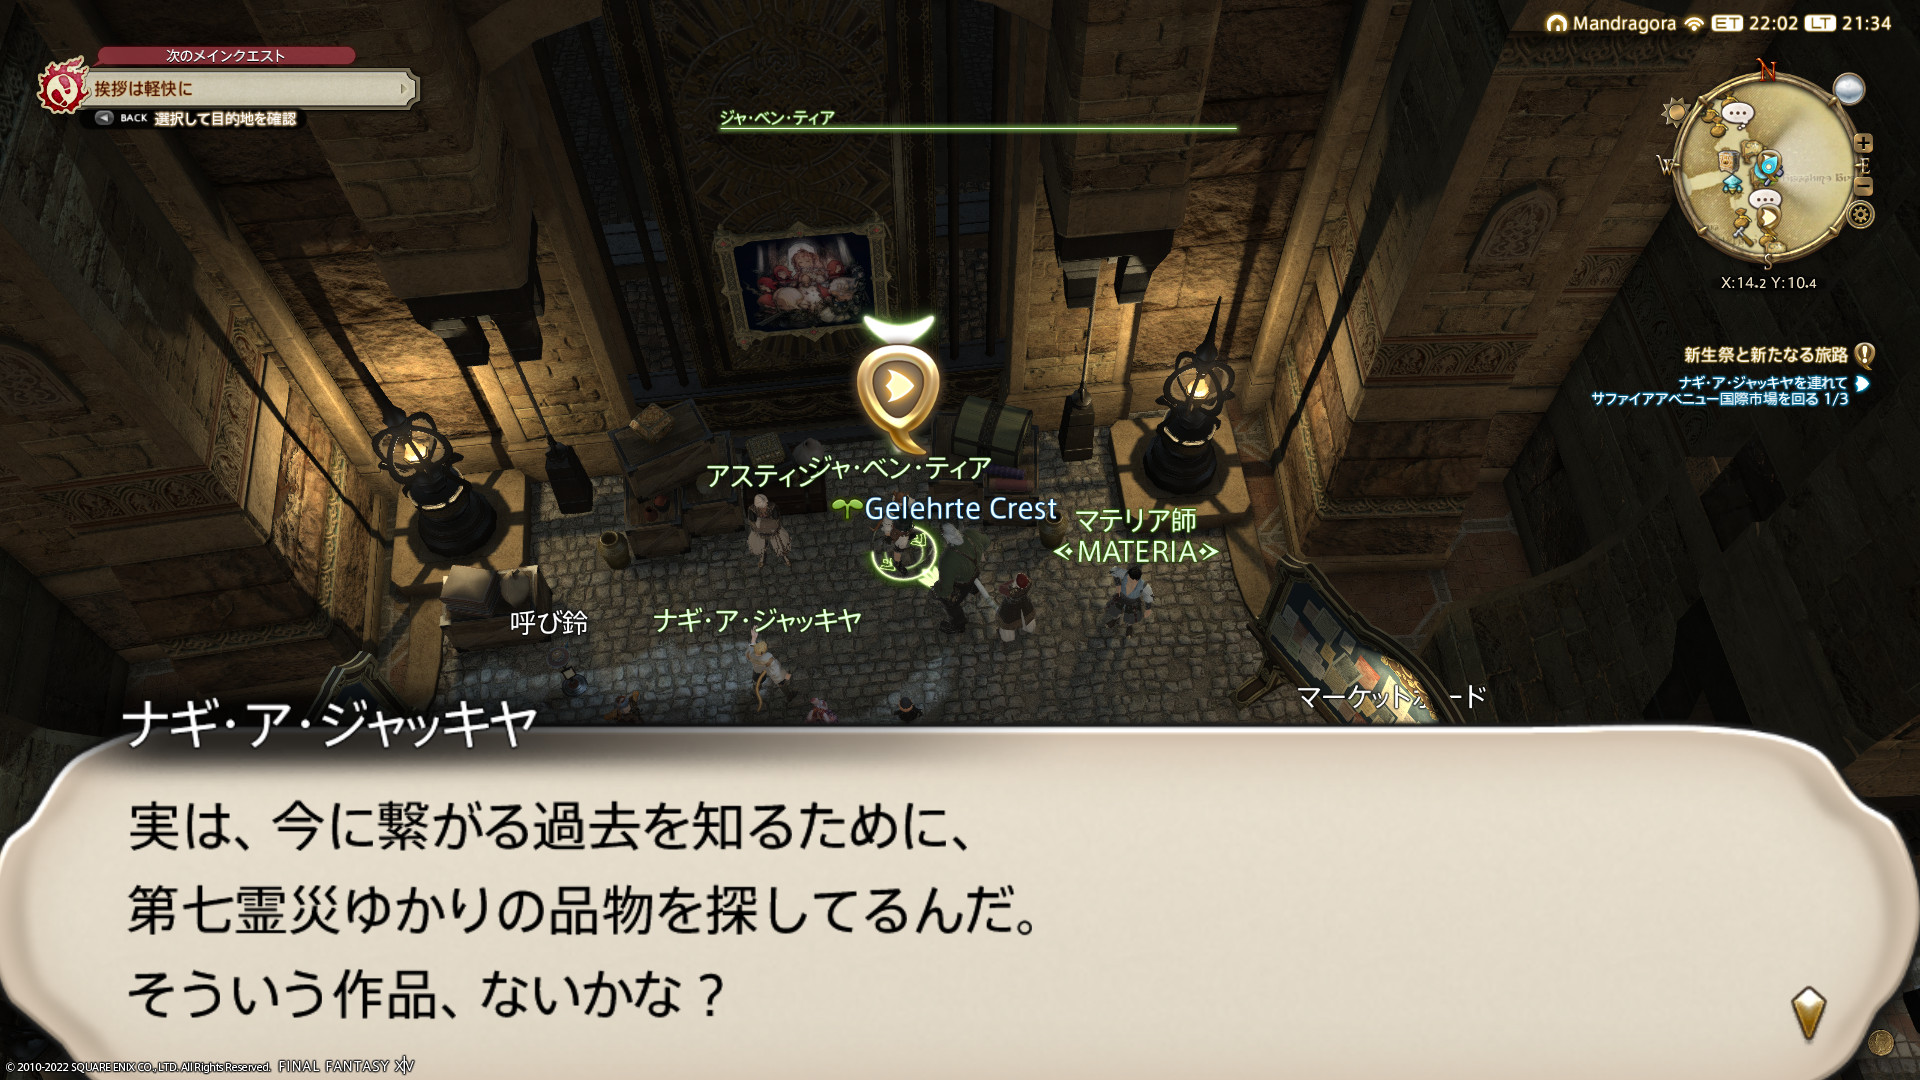 Mandragora ET 22:02 LT 21:34
次のメインクエスト
挨拶は軽快に
BACK 選択して目的地を確認
ジャ・ベン・ティア
N
W
E
S
X:14.2 Y:10.4
新生祭と新たなる旅路
ナギ・ア・ジャッキヤを連れて
サファイアアベニュー国際市場を回る 1/3
アスティン
ジャ・ベン・ティア
Gelehrte Crest
マテリア師
<MATERIA>
呼び鈴
ナギ・ア・ジャッキヤ
マーケットボード
ナギ・ア・ジャッキヤ
実は、今に繋がる過去を知るために、
第七霊災ゆかりの品物を探してるんだ。
そういう作品、ないかな？
© 2010-2022 SQUARE ENIX CO., LTD. All Rights Reserved. FINAL FANTASY XIV